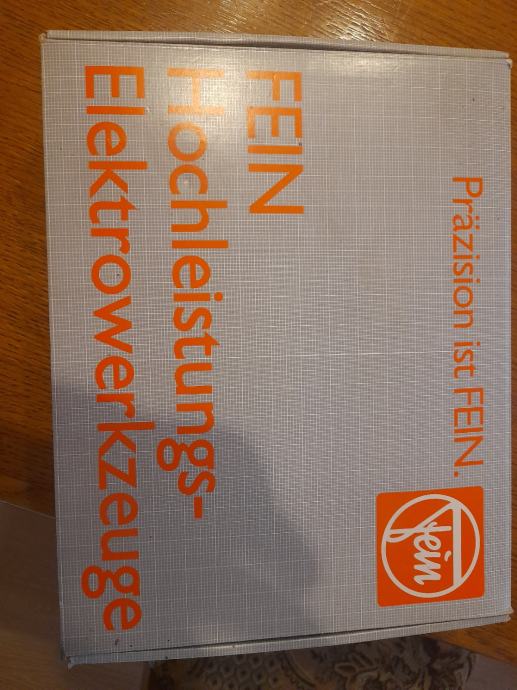 Präzision ist FEIN.
fein
FEIN
Hochleistungs-
Elektrowerkzeuge